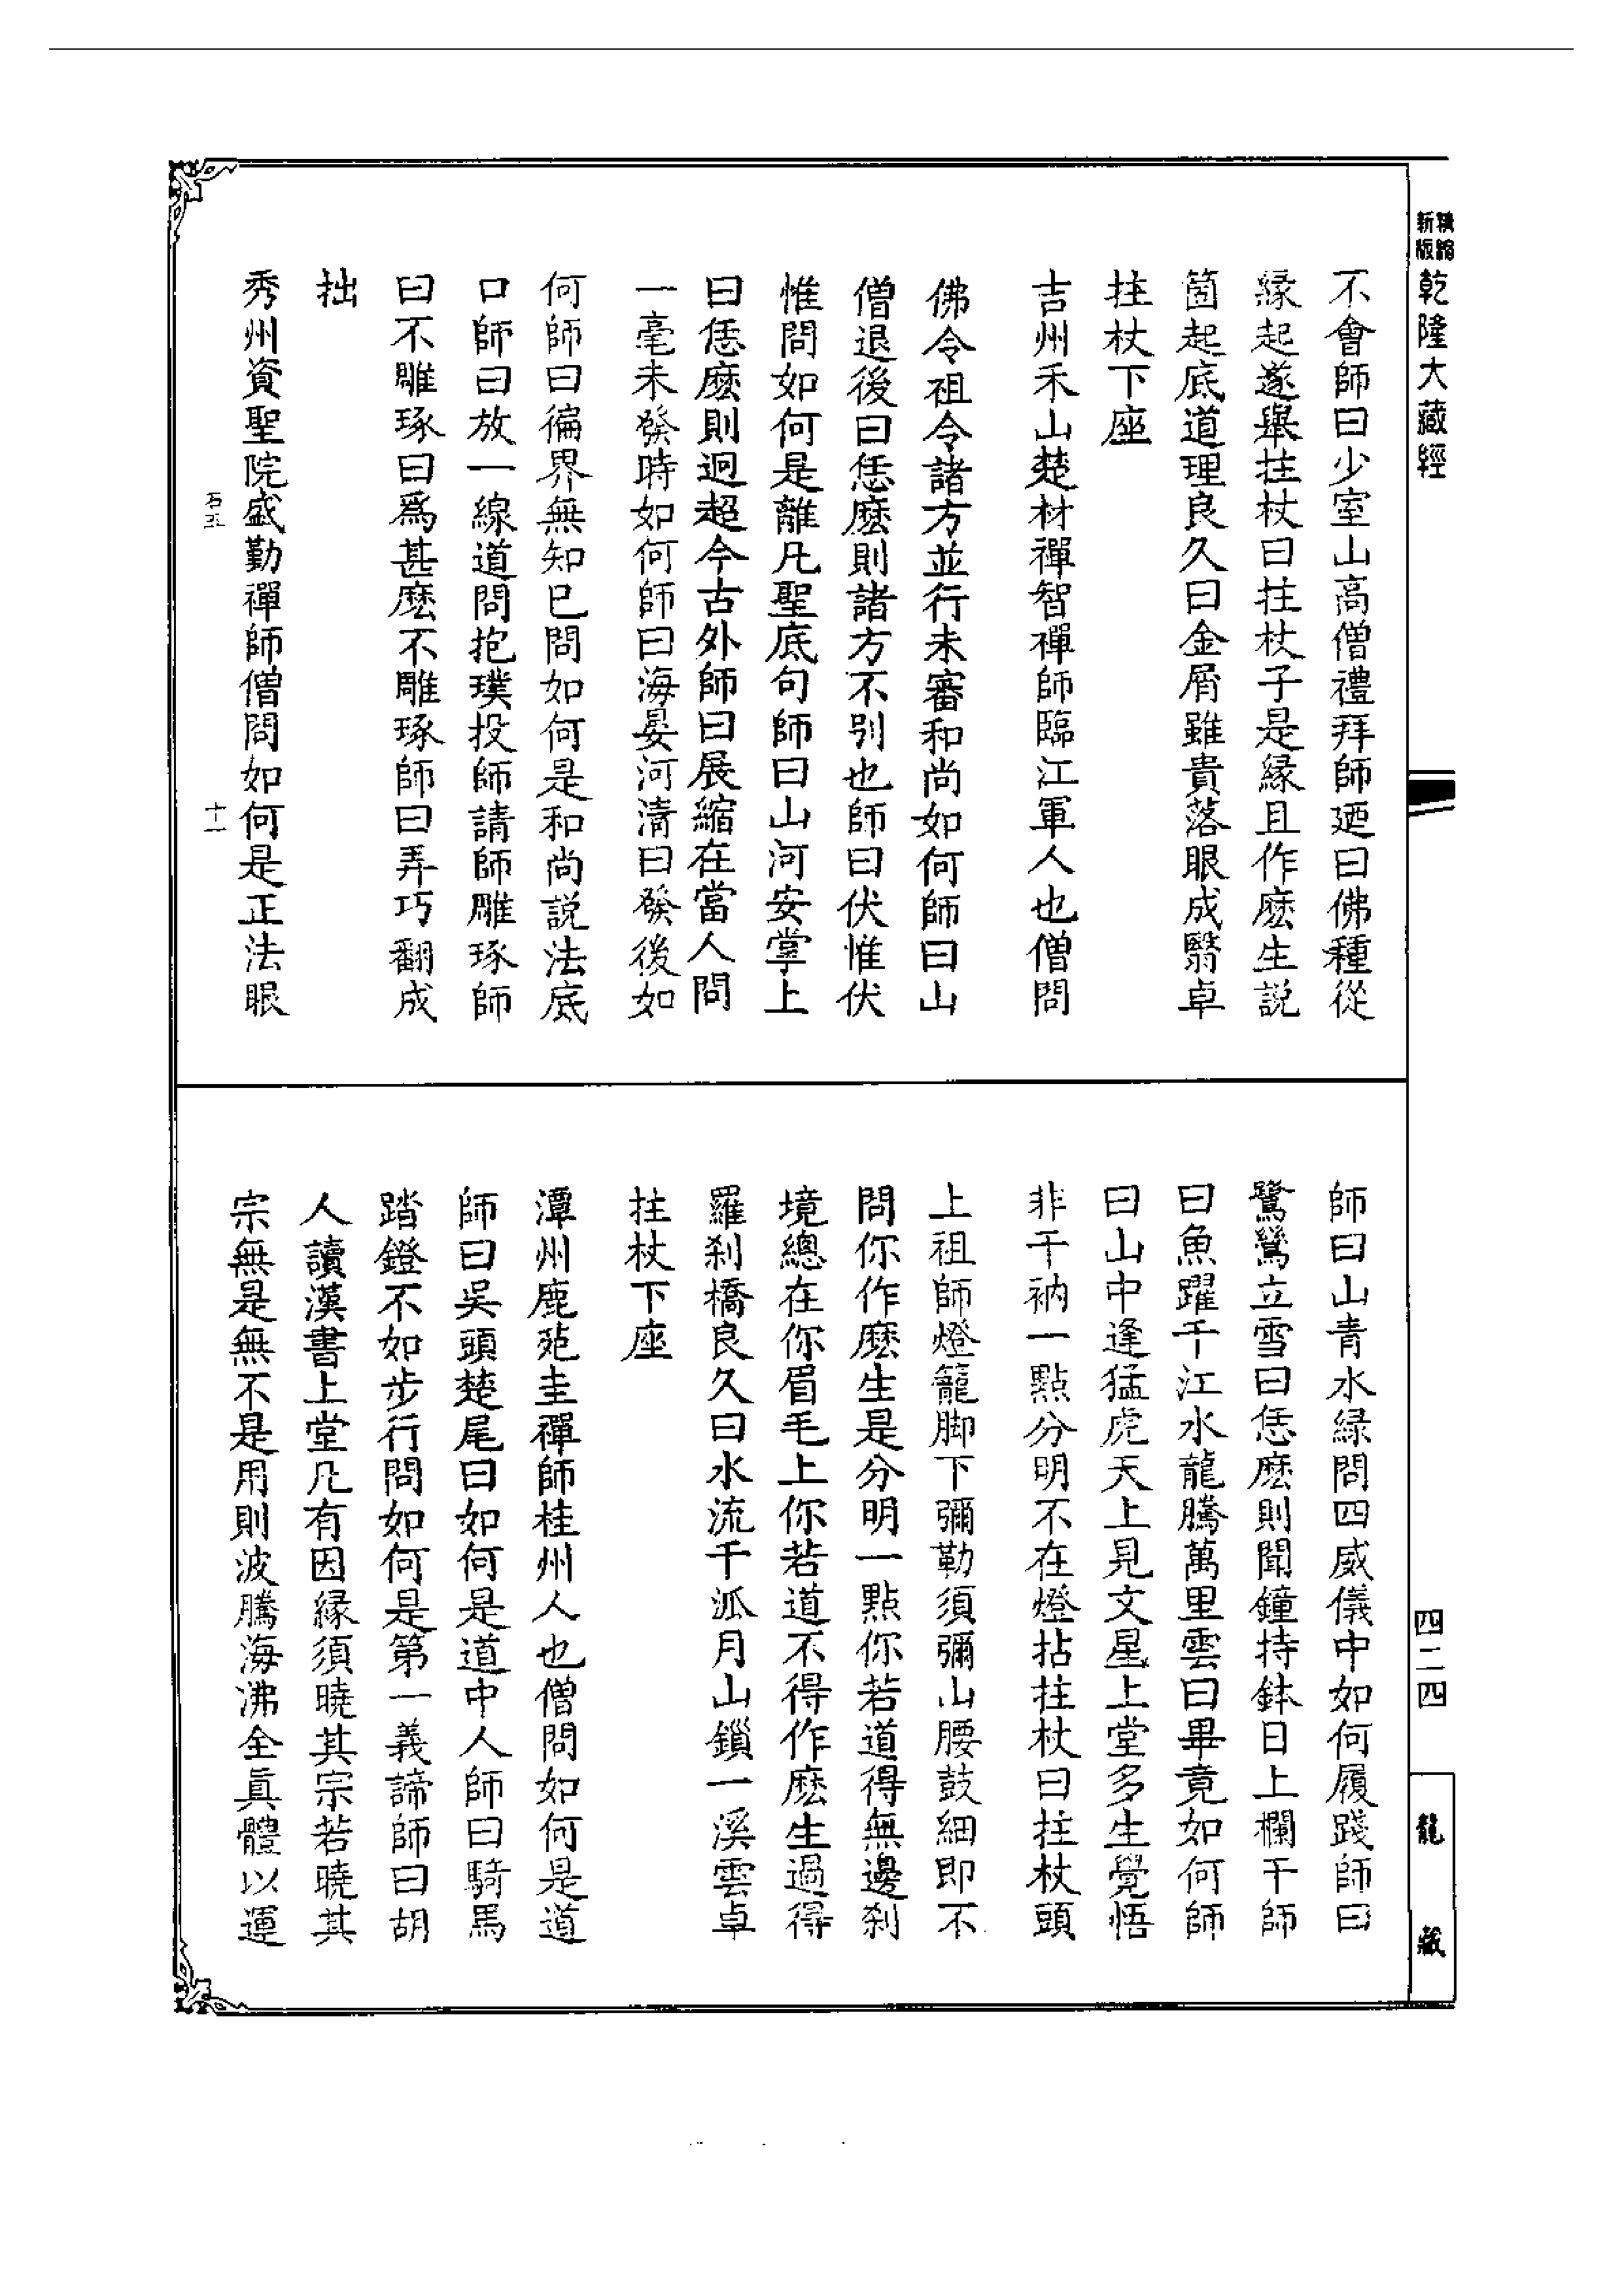 精縮新版
乾隆大藏經
不會師曰少室山高僧禮拜師廼曰佛種從
緣起遂舉拄杖曰拄杖子是緣且作麽生説
箇起底道理良久曰金屑雖貴落眼成翳卓
拄杖下座
吉州禾山楚材禪智禪師臨江軍人也僧問
佛令祖令諸方並行未審和尚如何師曰山
僧退後曰恁麽則諸方不别也師曰伏惟伏
惟問如何是離凡聖底句師曰山河安掌上
曰恁麽則迥超今古外師曰展縮在當人問
一毫未發時如何師曰海晏河清曰發後如
何師曰徧界無知已問如何是和尚説法底
口師曰放一線道問抱璞投師請師雕琢師
曰不雕琢曰爲甚麽不雕琢師曰弄巧翻成
拙
秀州資聖院盛勤禪師僧問如何是正法眼
石五
十一
師曰山青水緑問四威儀中如何履踐師曰
鷺鷥立雪曰恁麽則聞鐘持鉢日上欄干師
曰魚躍千江水龍騰萬里雲曰畢竟如何師
曰山中逢猛虎天上見文星上堂多生覺悟
非干衲一點分明不在燈拈拄杖曰拄杖頭
上祖師燈籠脚下彌勒須彌山腰鼓細即不
問你作麽生是分明一點你若道得無邊刹
境總在你眉毛上你若道不得作麽生過得
羅刹橋良久曰水流千派月山鎖一溪雲卓
拄杖下座
潭州鹿苑圭禪師桂州人也僧問如何是道
師曰吳頭楚尾曰如何是道中人師曰騎馬
踏鐙不如步行問如何是第一義諦師曰胡
人讀漢書上堂凡有因緣須曉其宗若曉其
宗無是無不是用則波騰海沸全真體以運
四二四
龍藏